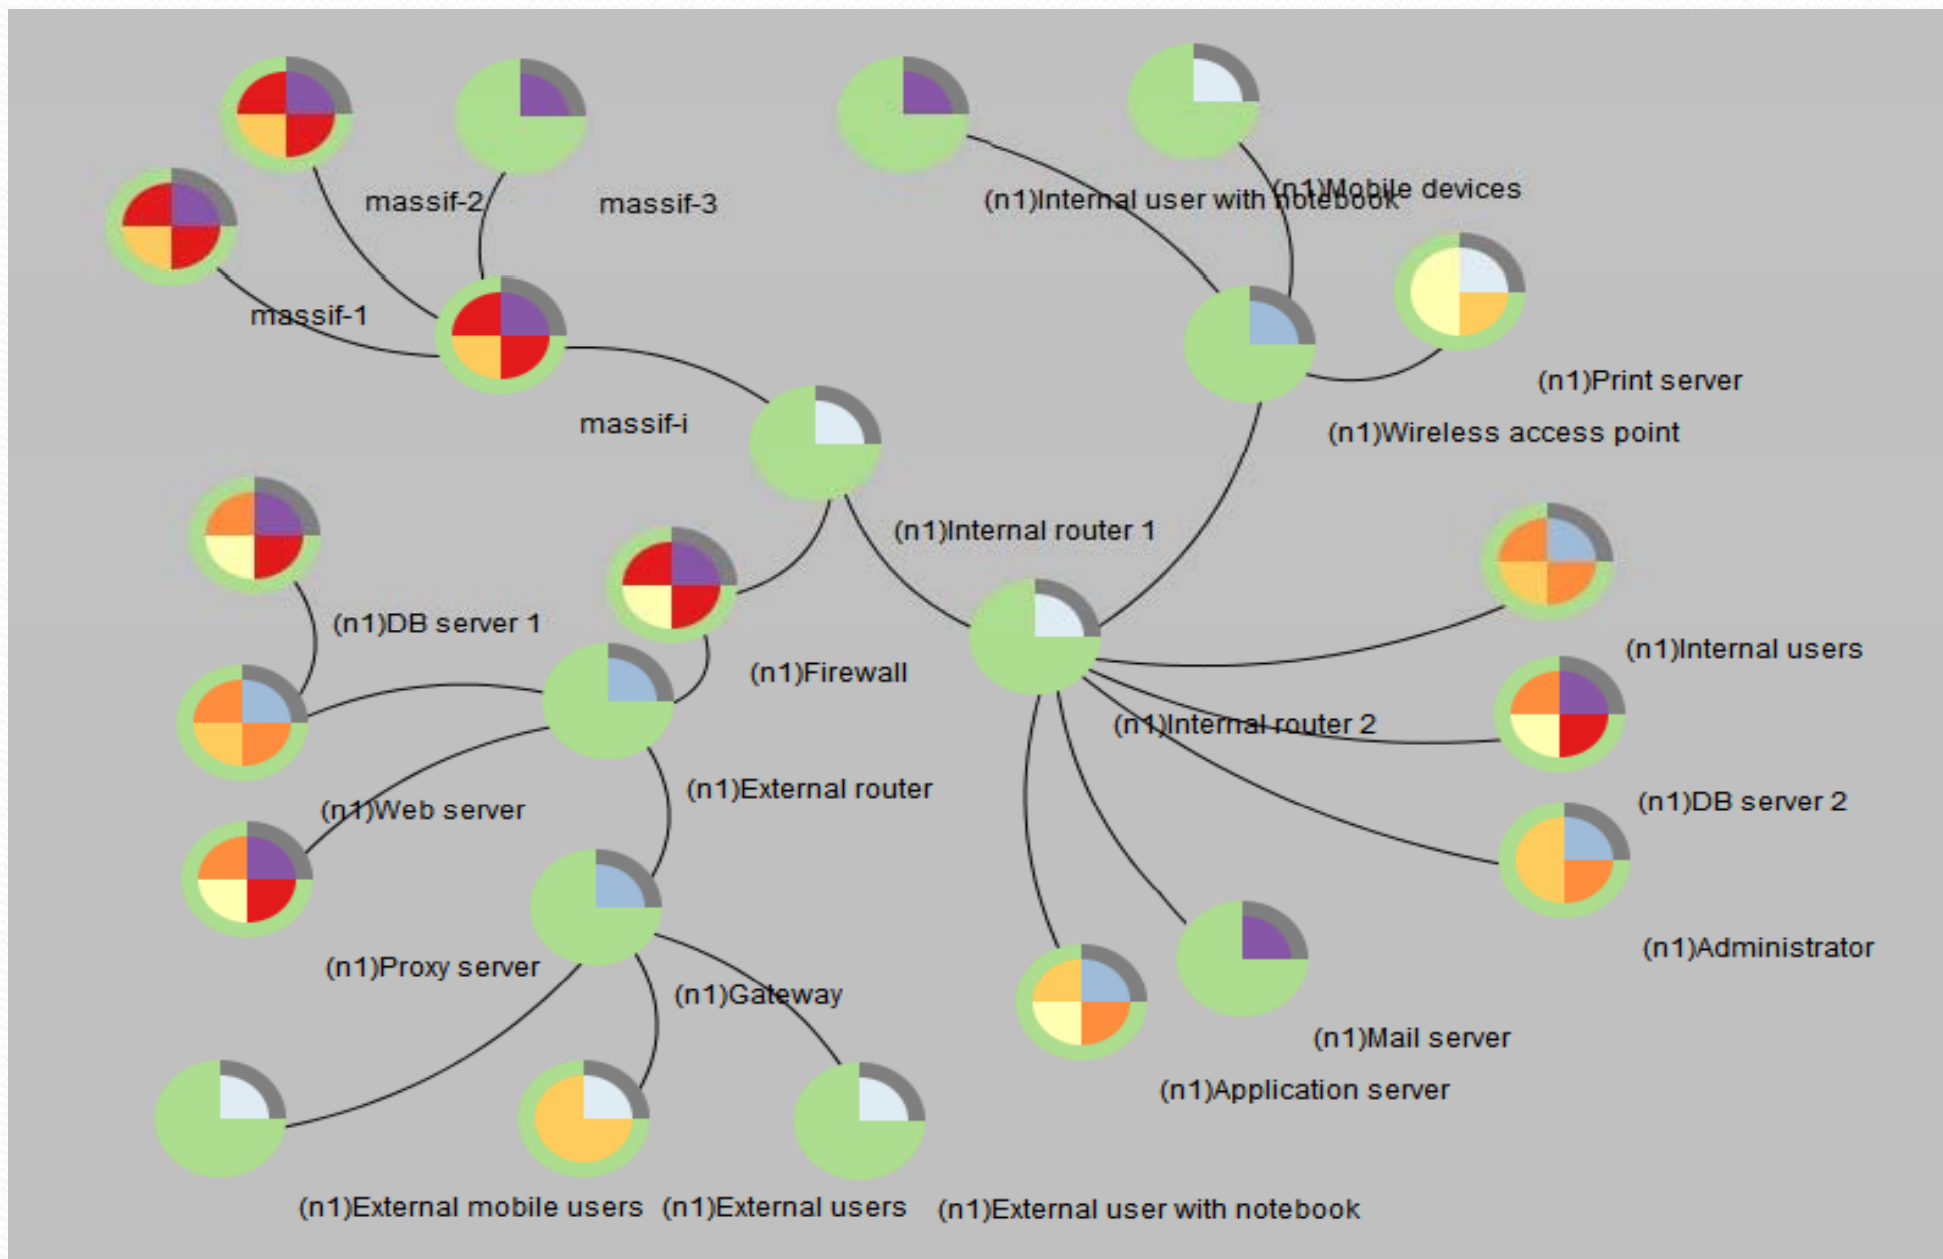 (n1)Mobile devices
(n1)Internal user with notebook
massif-2
massif-3
massif-1
(n1)Print server
massif-i
(n1)Wireless access point
(n1)Internal router 1
(n1)DB server 1
(n1)Internal users
(n1)Firewall
(n1)Internal router 2
(n1)External router
(n1)DB server 2
(n1)Web server
(n1)Administrator
(n1)Proxy server
(n1)Gateway
(n1)Mail server
(n1)Application server
(n1)External mobile users
(n1)External users
(n1)External user with notebook